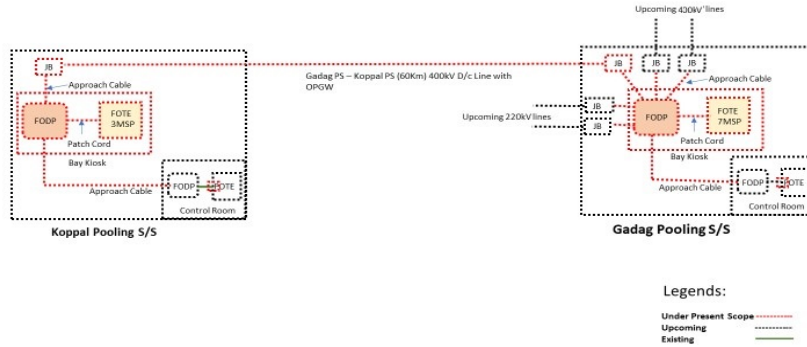 Upcoming 400kV lines
JB
JB
JB
JB
Approach Cable
Gadag PS – Koppal PS (60Km) 400kV D/c Line with
OPGW
Approach Cable
FODP
FOTE
3MSP
Patch Cord
Bay Kiosk
JB
Upcoming 220kV lines
JB
FODP
FOTE
7MSP
Patch Cord
Bay Kiosk
Approach Cable
FODP
FOTE
Control Room
Approach Cable
FODP
FOTE
Control Room
Koppal Pooling S/S
Gadag Pooling S/S
Legends:
Under Present Scope
Upcoming
Existing